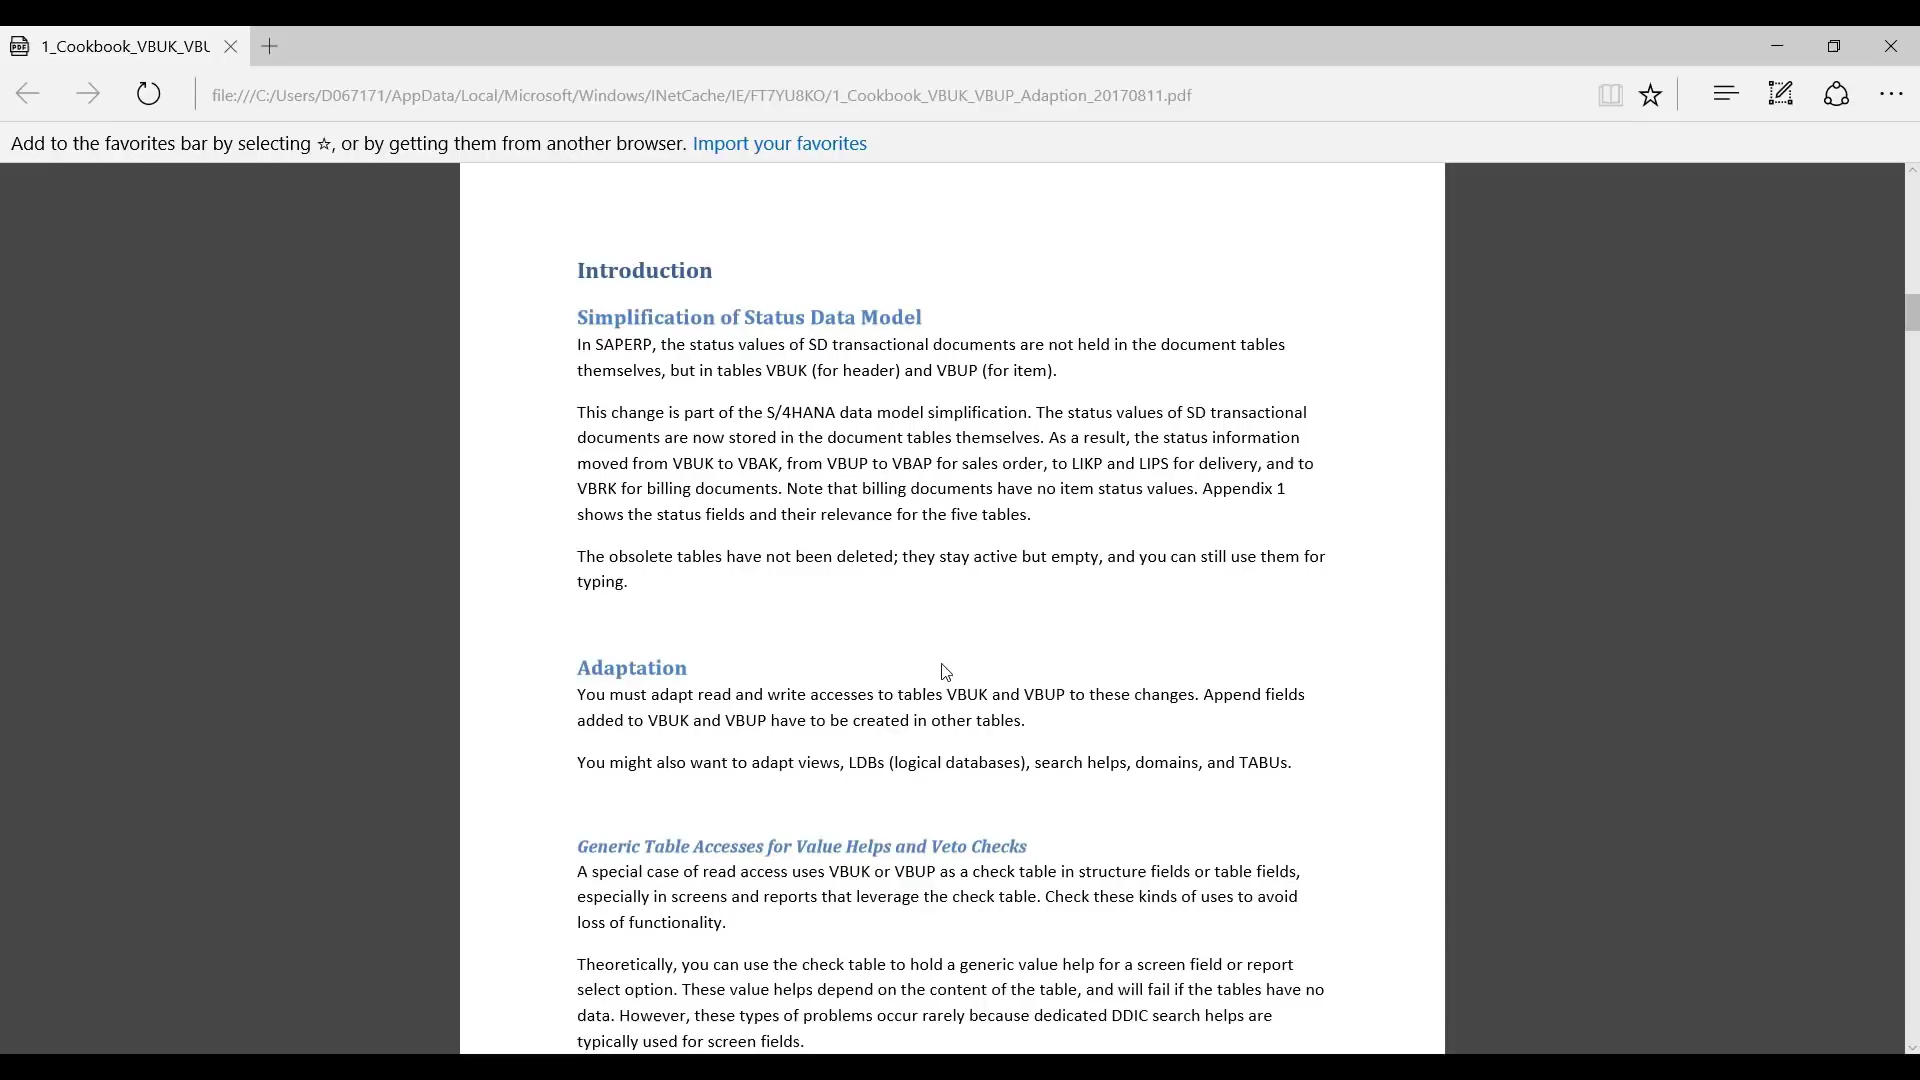 1_Cookbook_VBUK_VBU
file:///C:/Users/D067171/AppData/Local/Microsoft/Windows/INetCache/IE/FT7YU8KO/1_Cookbook_VBUK_VBUP_Adaption_20170811.pdf
Add to the favorites bar by selecting ☆, or by getting them from another browser. Import your favorites
Introduction
Simplification of Status Data Model
In SAPERP, the status values of SD transactional documents are not held in the document tables
themselves, but in tables VBUK (for header) and VBUP (for item).
This change is part of the S/4HANA data model simplification. The status values of SD transactional
documents are now stored in the document tables themselves. As a result, the status information
moved from VBUK to VBAK, from VBUP to VBAP for sales order, to LIKP and LIPS for delivery, and to
VBRK for billing documents. Note that billing documents have no item status values. Appendix 1
shows the status fields and their relevance for the five tables.
The obsolete tables have not been deleted; they stay active but empty, and you can still use them for
typing.
Adaptation
You must adapt read and write accesses to tables VBUK and VBUP to these changes. Append fields
added to VBUK and VBUP have to be created in other tables.
You might also want to adapt views, LDBs (logical databases), search helps, domains, and TABUs.
Generic Table Accesses for Value Helps and Veto Checks
A special case of read access uses VBUK or VBUP as a check table in structure fields or table fields,
especially in screens and reports that leverage the check table. Check these kinds of uses to avoid
loss of functionality.
Theoretically, you can use the check table to hold a generic value help for a screen field or report
select option. These value helps depend on the content of the table, and will fail if the tables have no
data. However, these types of problems occur rarely because dedicated DDIC search helps are
typically used for screen fields.